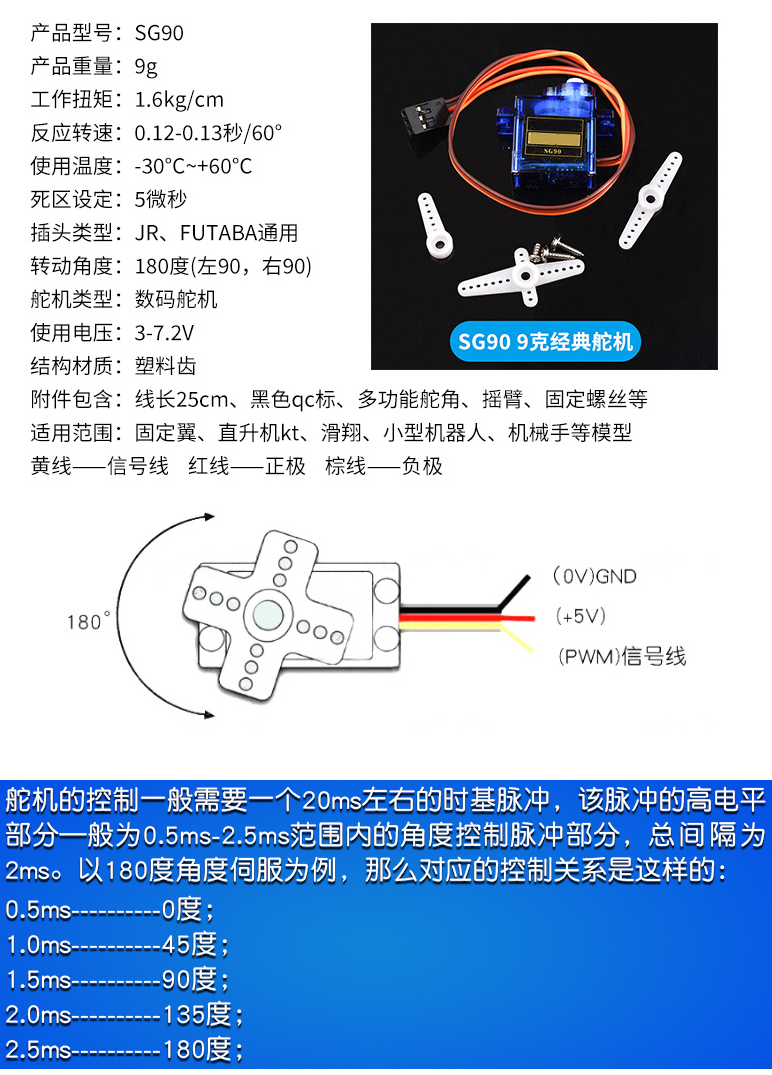 产品型号：SG90
产品重量：9g
工作扭矩：1.6kg/cm
反应转速：0.12-0.13秒/60°
使用温度：-30℃~+60℃
死区设定：5微秒
插头类型：JR、FUTABA通用
转动角度：180度(左90，右90)
舵机类型：数码舵机
使用电压：3-7.2V
结构材质：塑料齿
附件包含：线长25cm、黑色qc标、多功能舵角、摇臂、固定螺丝等
适用范围：固定翼、直升机kt、滑翔、小型机器人、机械手等模型
黄线——信号线 红线——正极 棕线——负极
SG90
SG90 9克经典舵机
180°
(0V)GND
(+5V)
(PWM)信号线
舵机的控制一般需要一个20ms左右的时基脉冲，该脉冲的高电平
部分一般为0.5ms-2.5ms范围内的角度控制脉冲部分，总间隔为
2ms。以180度角度伺服为例，那么对应的控制关系是这样的：
0.5ms----------0度；
1.0ms----------45度；
1.5ms----------90度；
2.0ms----------135度；
2.5ms----------180度；